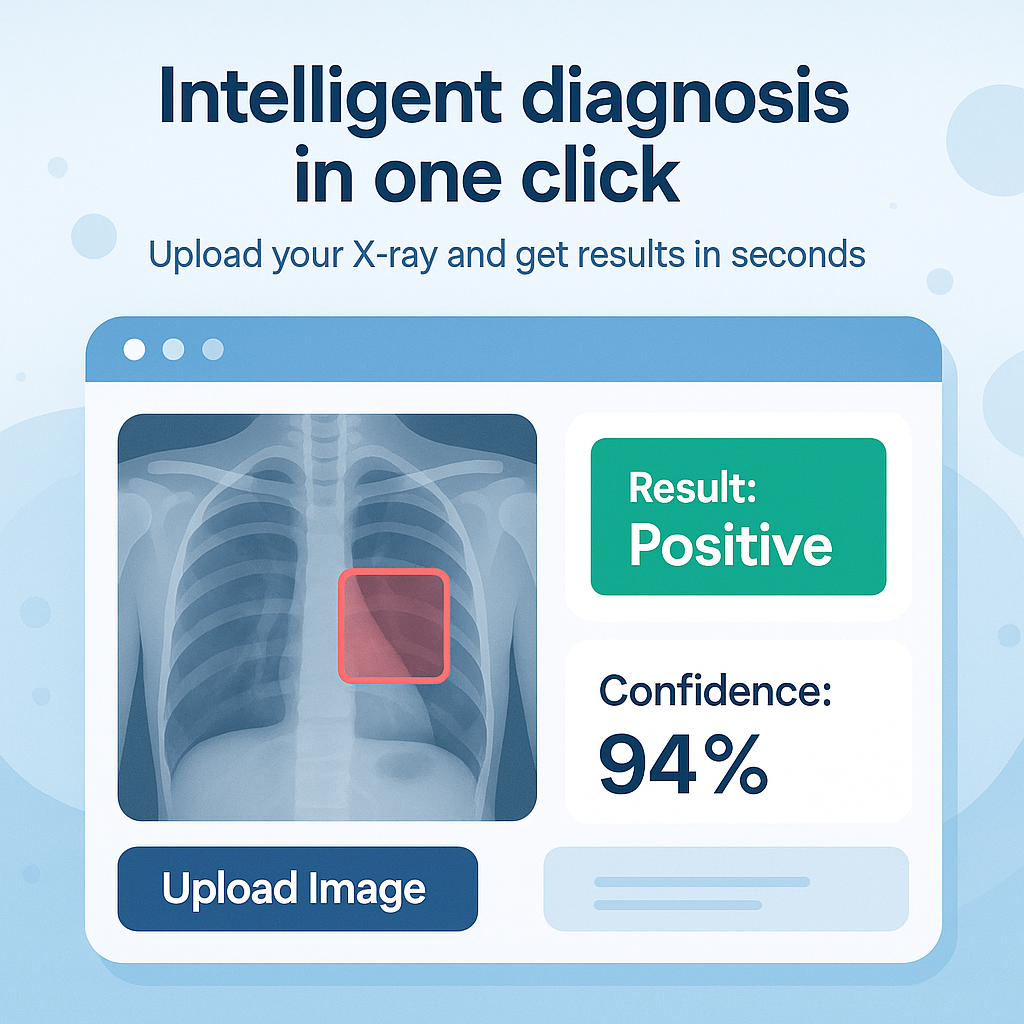 Intelligent diagnosis
in one click
Upload your X-ray and get results in seconds
Result:
Positive
Confidence:
94%
Upload Image